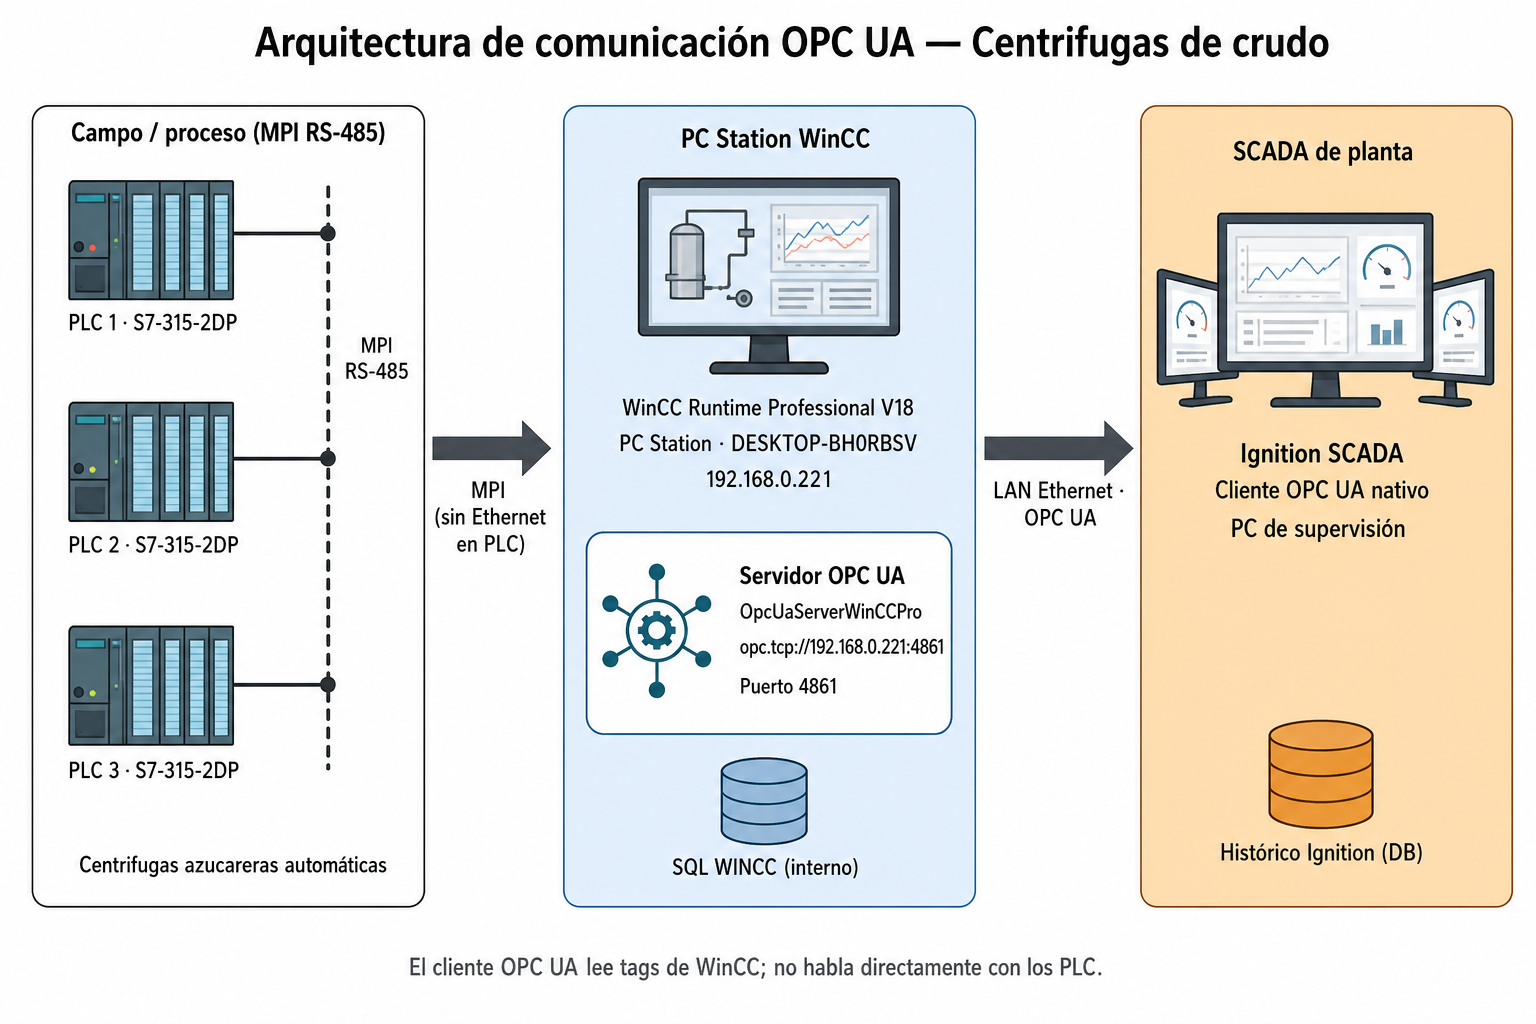 Arquitectura de comunicación OPC UA — Centrifugas de crudo
Campo / proceso (MPI RS-485)
PLC 1 · S7-315-2DP
MPI
RS-485
PLC 2 · S7-315-2DP
PLC 3 · S7-315-2DP
Centrifugas azucareras automáticas
MPI
(sin Ethernet
en PLC)
PC Station WinCC
WinCC Runtime Professional V18
PC Station · DESKTOP-BH0RBSV
192.168.0.221
Servidor OPC UA
OpcUaServerWinCCPro
opc.tcp://192.168.0.221:4861
Puerto 4861
SQL WINCC (interno)
LAN Ethernet ·
OPC UA
SCADA de planta
Ignition SCADA
Cliente OPC UA nativo
PC de supervisión
Histórico Ignition (DB)
El cliente OPC UA lee tags de WinCC; no habla directamente con los PLC.